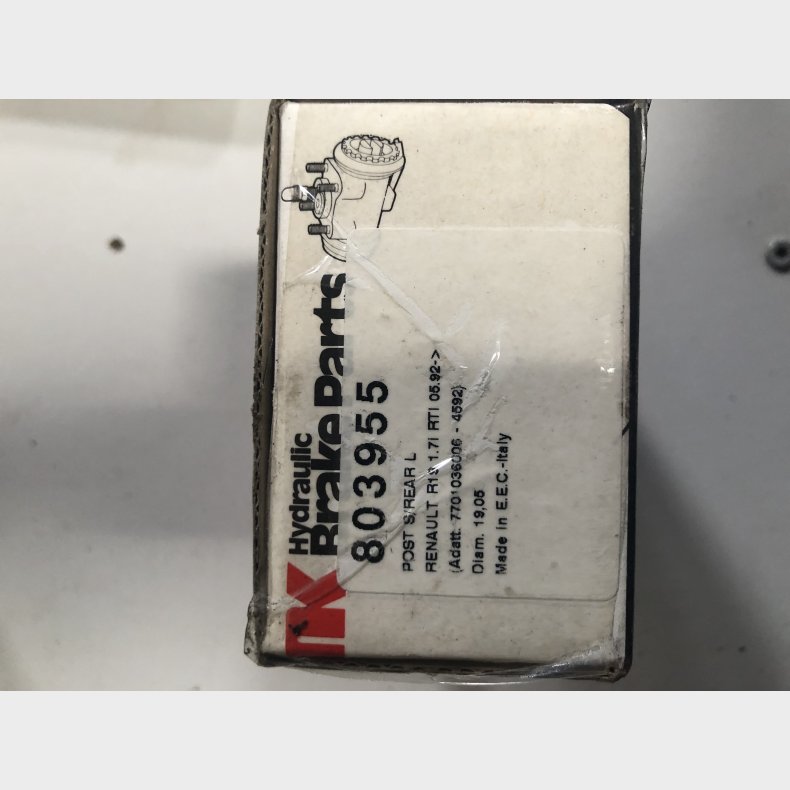 Hydraulic
Brake Parts
803955
POST S/REAR L
RENAULT R19 1.7I RTI 05.92->
(Adatt. 7701036006 - 4592)
Diam. 19,05
Made in E.E.C.-Italy